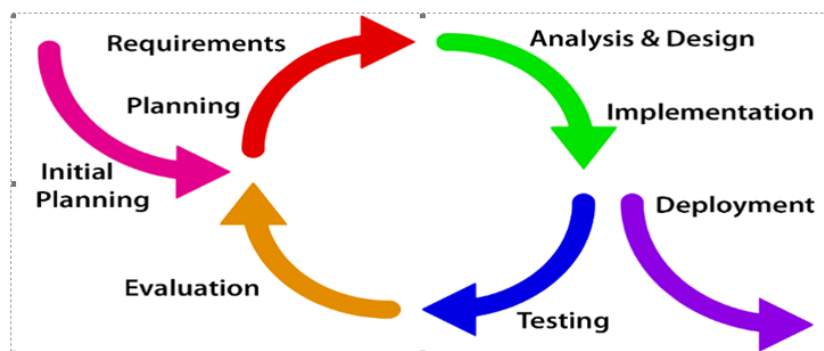 Requirements
Analysis & Design
Planning
Implementation
Initial
Planning
Deployment
Evaluation
Testing